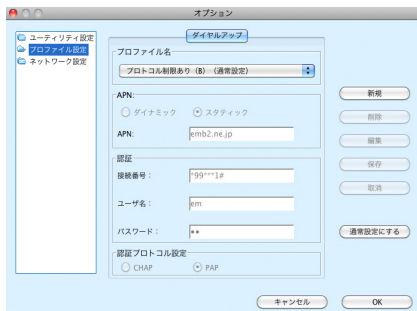 オプション
ユーティリティ設定
プロファイル設定
ネットワーク設定
ダイヤルアップ
プロファイル名
プロトコル制限あり (B) (通常設定)
APN:
ダイナミック
スタティック
APN:
emb2.ne.jp
認証
接続番号:
*99***1#
ユーザ名:
em
パスワード:
••
認証プロトコル設定
CHAP
PAP
新規
削除
編集
保存
取消
通常設定にする
キャンセル
OK